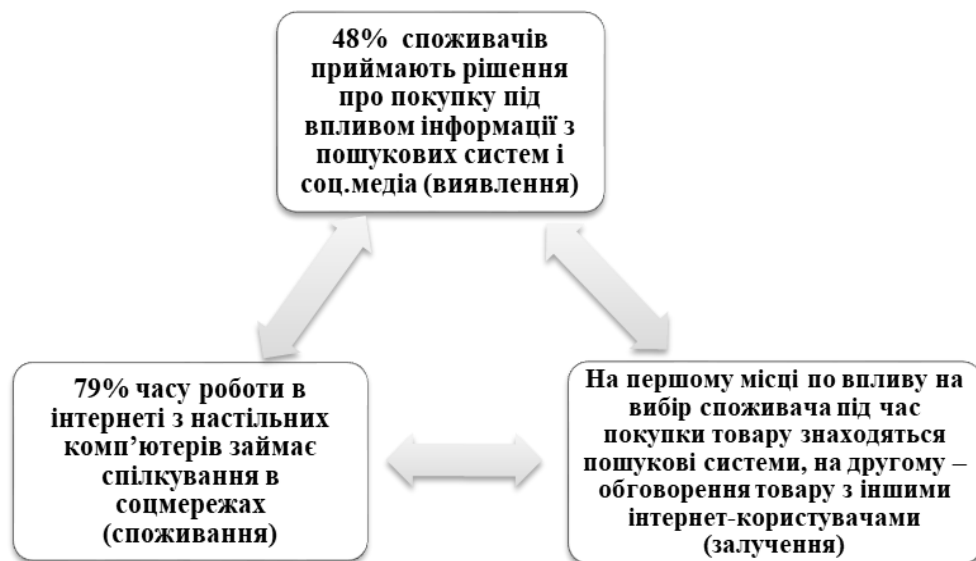 48% споживачів
приймають рішення
про покупку під
впливом інформації з
пошукових систем і
соц.медіа (виявлення)
79% часу роботи в
інтернеті з настільних
комп’ютерів займає
спілкування в
соцмережах
(споживання)
На першому місці по впливу на
вибір споживача під час
покупки товару знаходяться
пошукові системи, на другому –
обговорення товару з іншими
інтернет-користувачами
(залучення)